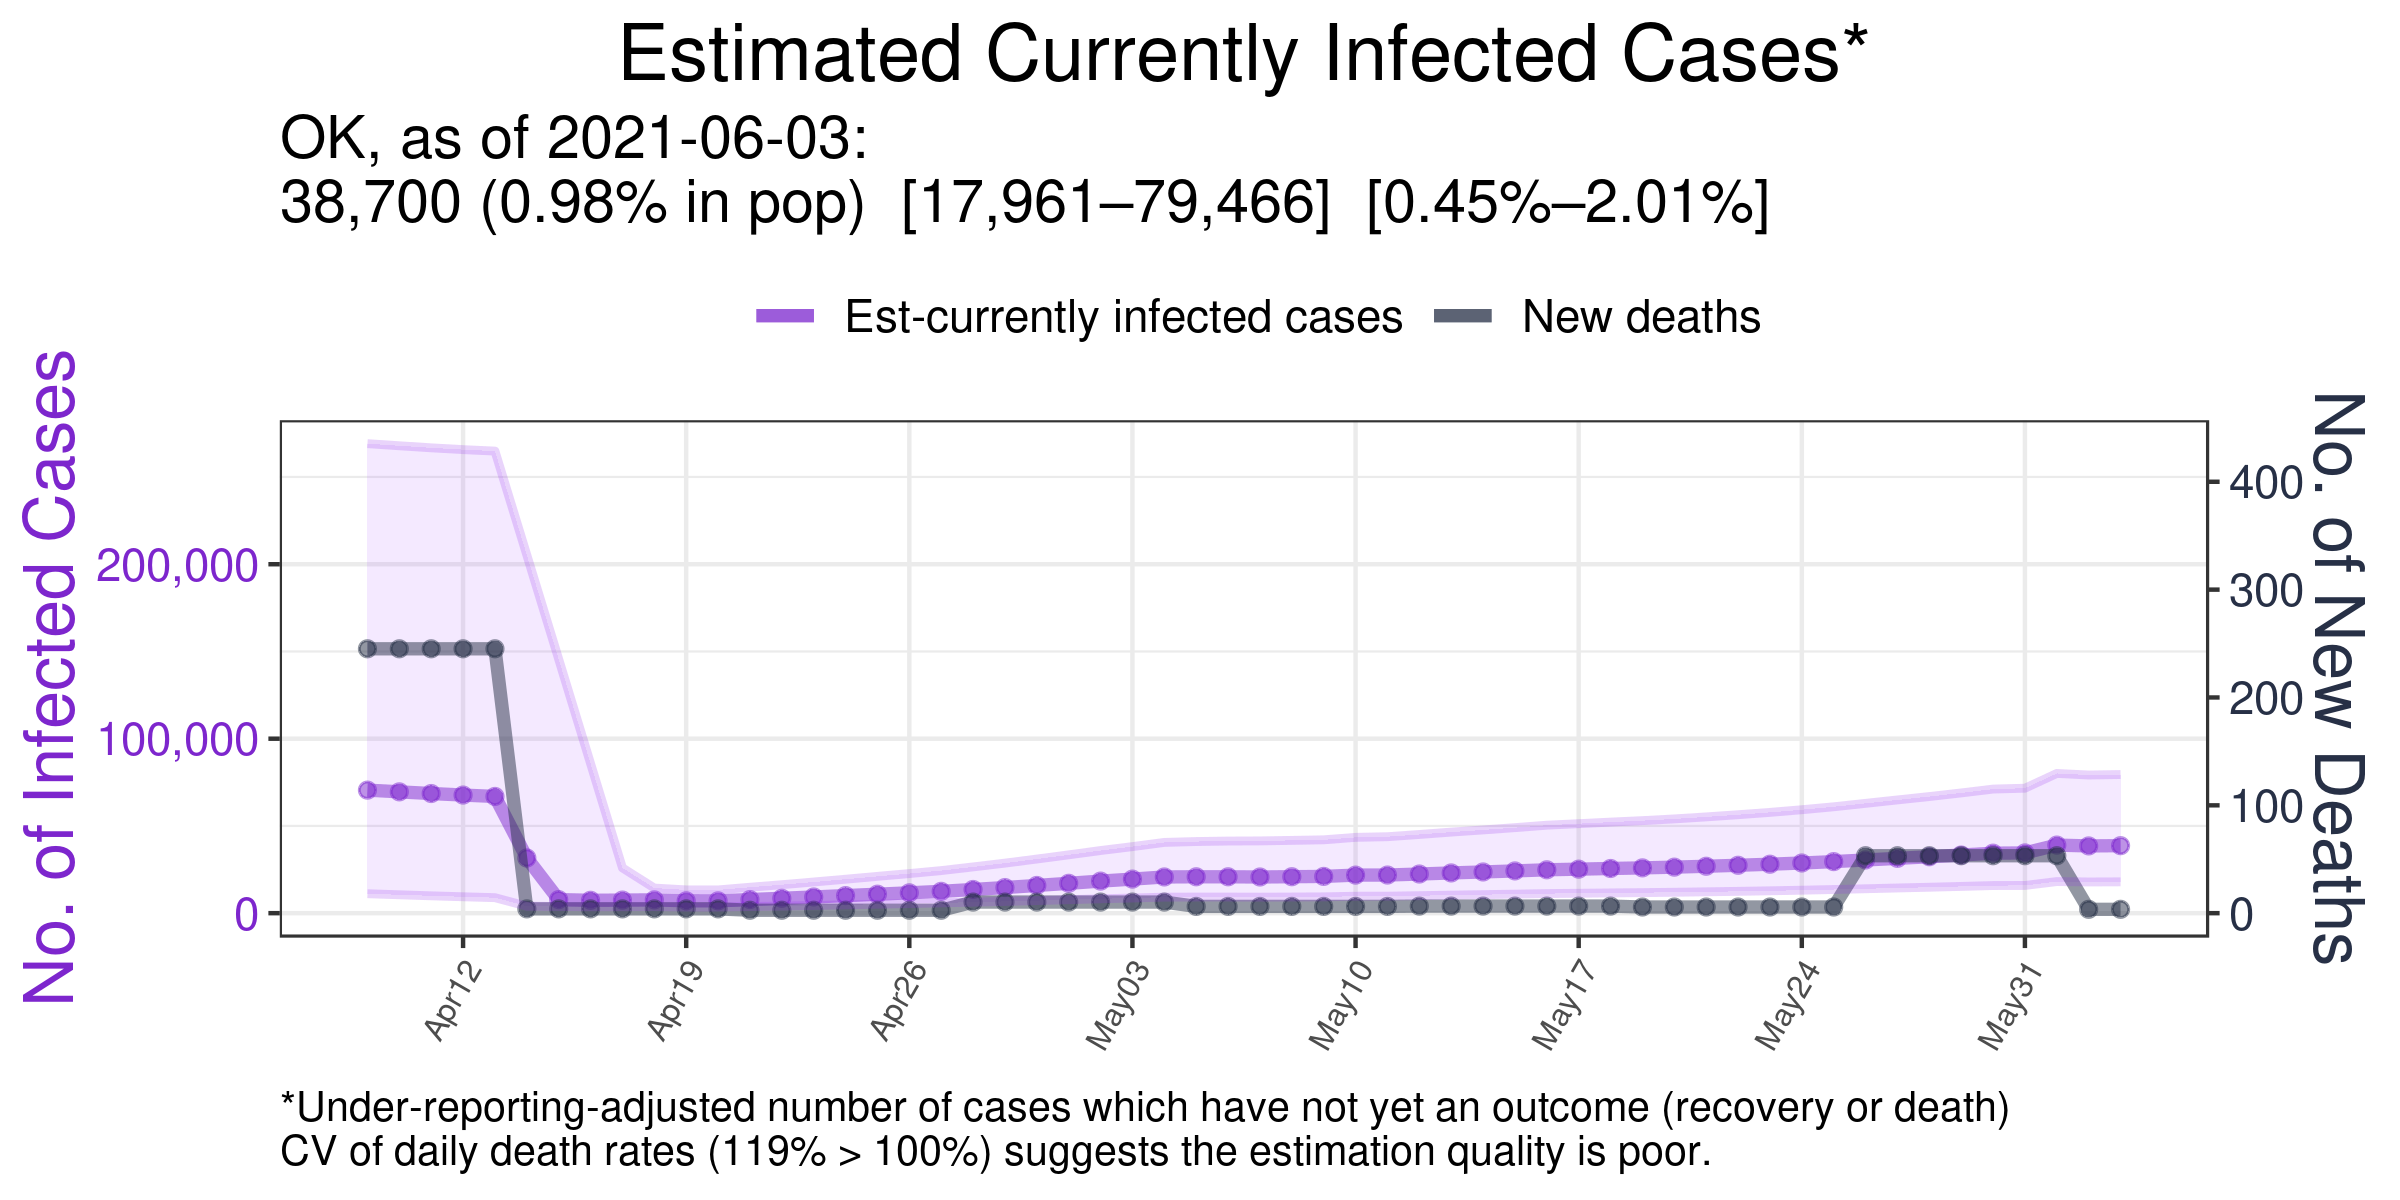 Estimated Currently Infected Cases*
OK, as of 2021-06-03:
38,700 (0.98% in pop) [17,961–79,466] [0.45%–2.01%]
Est-currently infected cases
New deaths
No. of Infected Cases
200,000
100,000
0
400
300
200
100
0
No. of New Deaths
Apr12
Apr19
Apr26
May03
May10
May17
May24
May31
*Under-reporting-adjusted number of cases which have not yet an outcome (recovery or death)
CV of daily death rates (119% > 100%) suggests the estimation quality is poor.